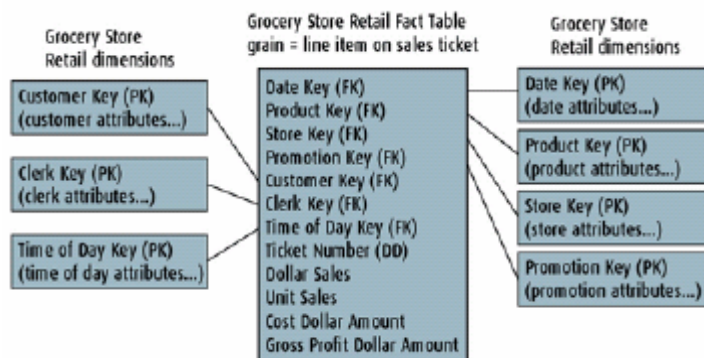 Grocery Store
Retail dimensions
Customer Key (PK)
(customer attributes...)
Clerk Key (PK)
(clerk attributes...)
Time of Day Key (PK)
(time of day attributes...)
Grocery Store Retail Fact Table
grain = line item on sales ticket
Date Key (FK)
Product Key (FK)
Store Key (FK)
Promotion Key (FK)
Customer Key (FK)
Clerk Key (FK)
Time of Day Key (FK)
Ticket Number (DD)
Dollar Sales
Unit Sales
Cost Dollar Amount
Gross Profit Dollar Amount
Grocery Store
Retail dimensions
Date Key (PK)
(date attributes...)
Product Key (PK)
(product attributes...)
Store Key (PK)
(store attributes...)
Promotion Key (PK)
(promotion attributes...)